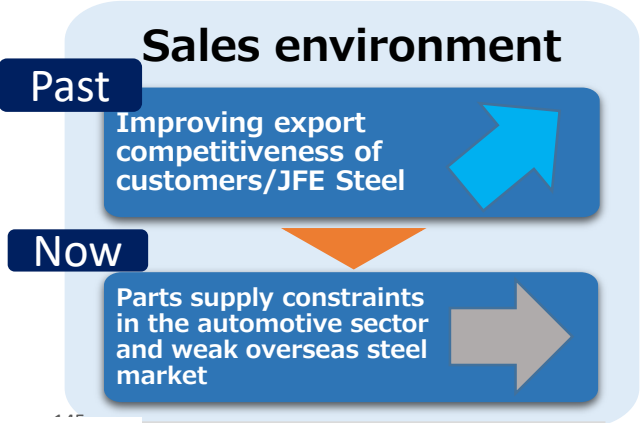 Sales environment
Past
Improving export
competitiveness of
customers/JFE Steel
Now
Parts supply constraints
in the automotive sector
and weak overseas steel
market